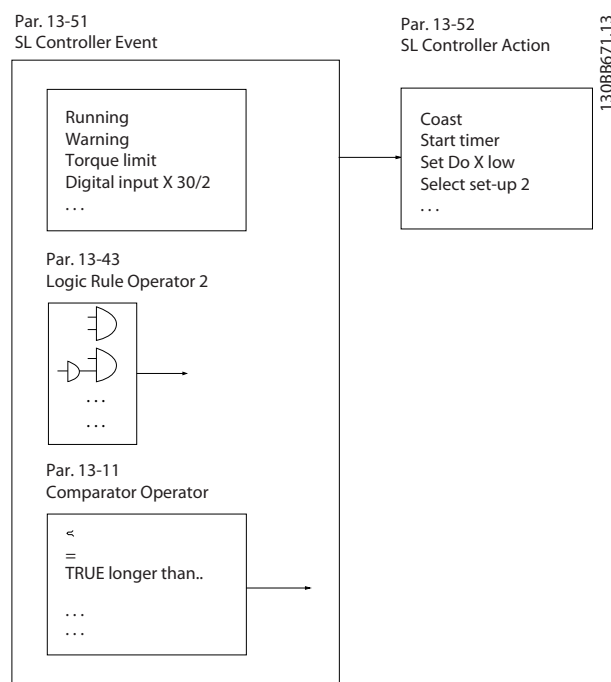 Par. 13-51
SL Controller Event
Par. 13-52
SL Controller Action
130BB671.13
Running
Warning
Torque limit
Digital input X 30/2
. . .
Coast
Start timer
Set Do X low
Select set-up 2
. . .
Par. 13-43
Logic Rule Operator 2
. . .
. . .
Par. 13-11
Comparator Operator
=
TRUE longer than..
. . .
. . .